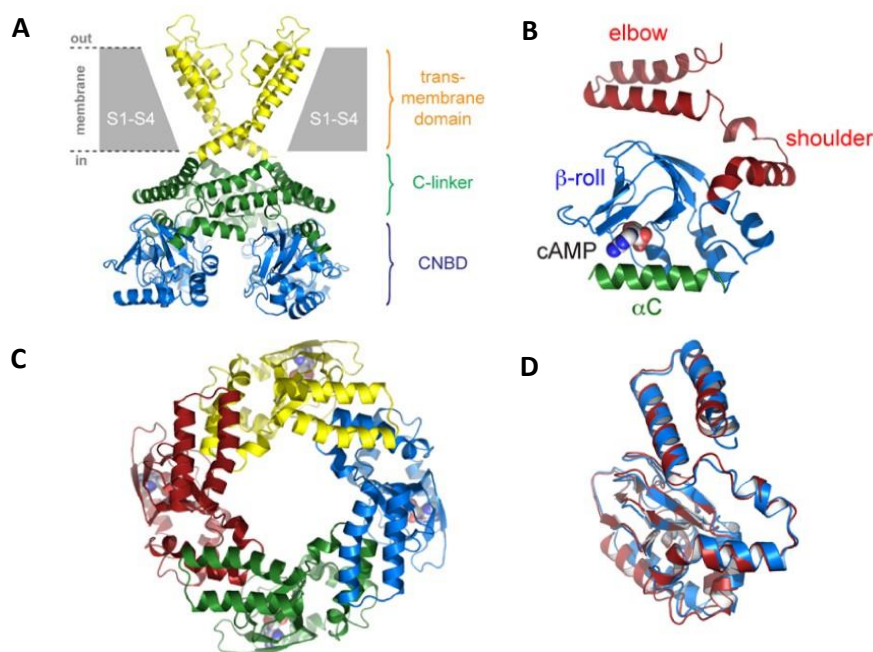 A
out
membrane
in
S1-S4
S1-S4
trans-
membrane
domain
C-linker
CNBD
B
elbow
shoulder
β-roll
cAMP
αC
C
D